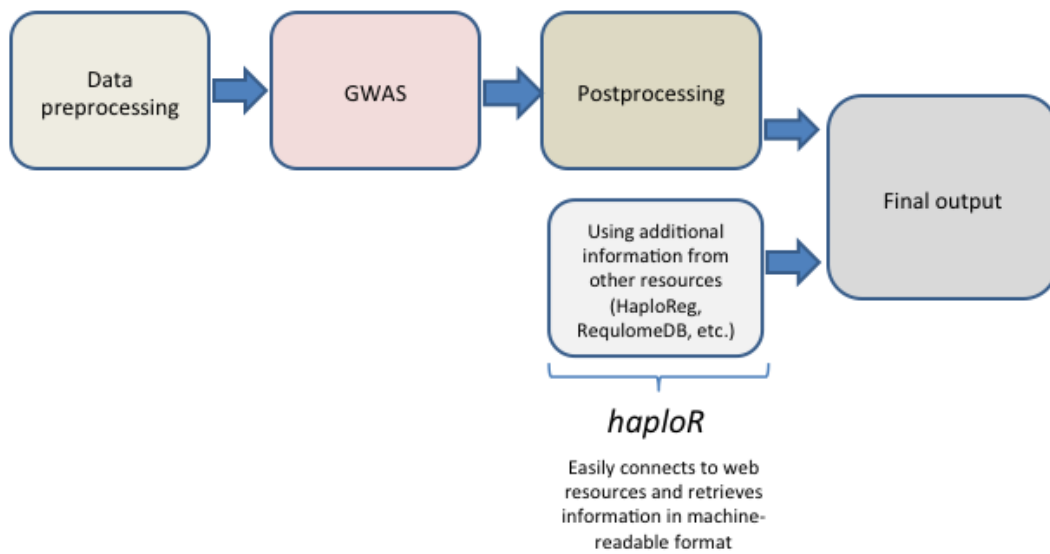 Data
preprocessing
GWAS
Postprocessing
Final output
Using additional
information from
other resources
(HaploReg,
RequlomeDB, etc.)
haploR
Easily connects to web
resources and retrieves
information in machine-
readable format